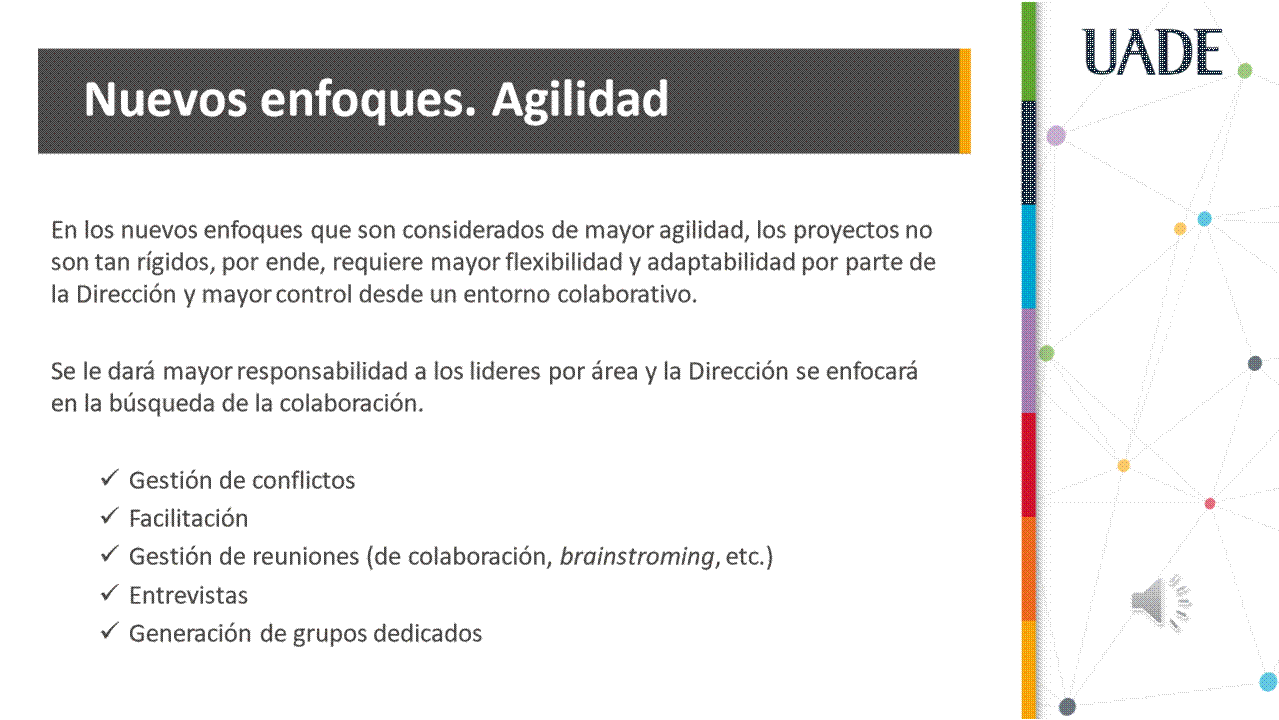 UADE
Nuevos enfoques. Agilidad
En los nuevos enfoques que son considerados de mayor agilidad, los proyectos no
son tan rígidos, por ende, requiere mayor flexibilidad y adaptabilidad por parte de
la Dirección y mayor control desde un entorno colaborativo.
Se le dará mayor responsabilidad a los lideres por área y la Dirección se enfocará
en la búsqueda de la colaboración.
✓ Gestión de conflictos
✓ Facilitación
✓ Gestión de reuniones (de colaboración, brainstroming, etc.)
✓ Entrevistas
✓ Generación de grupos dedicados